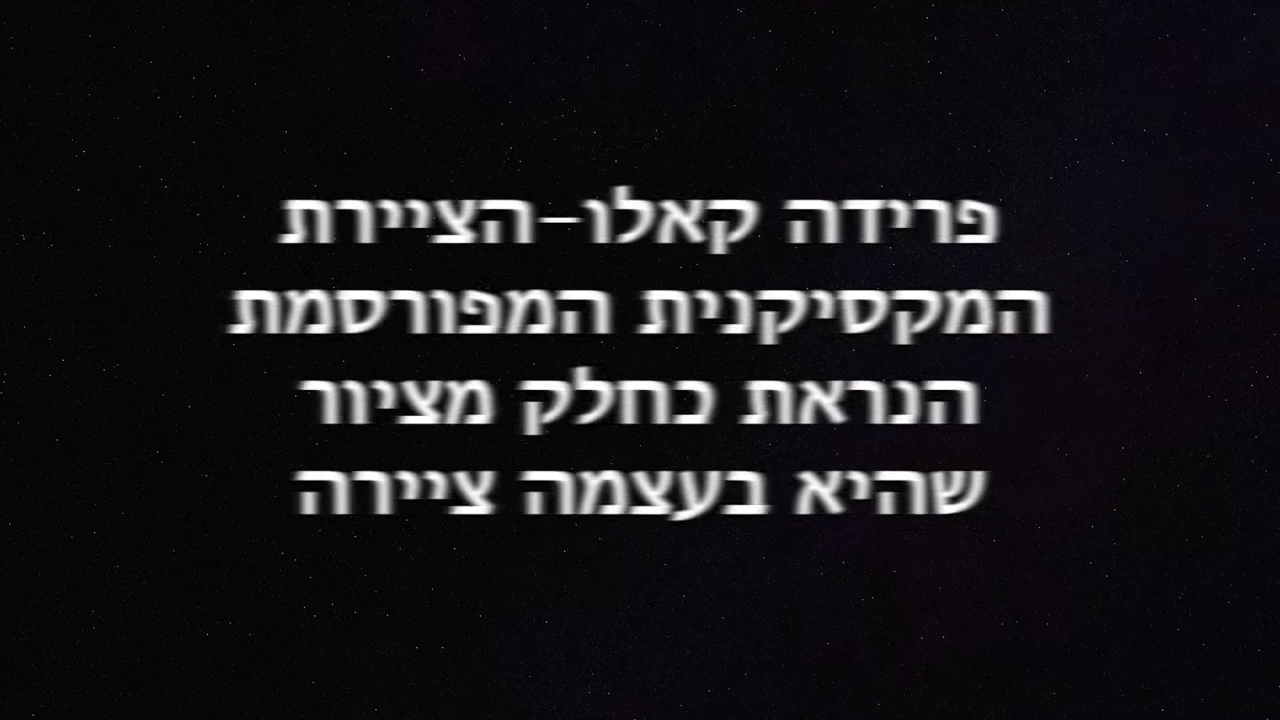 פרידה קאלו-הציירת
המקסיקנית המפורסמת
הנראת כחלק מציור
שהיא בעצמה ציירה